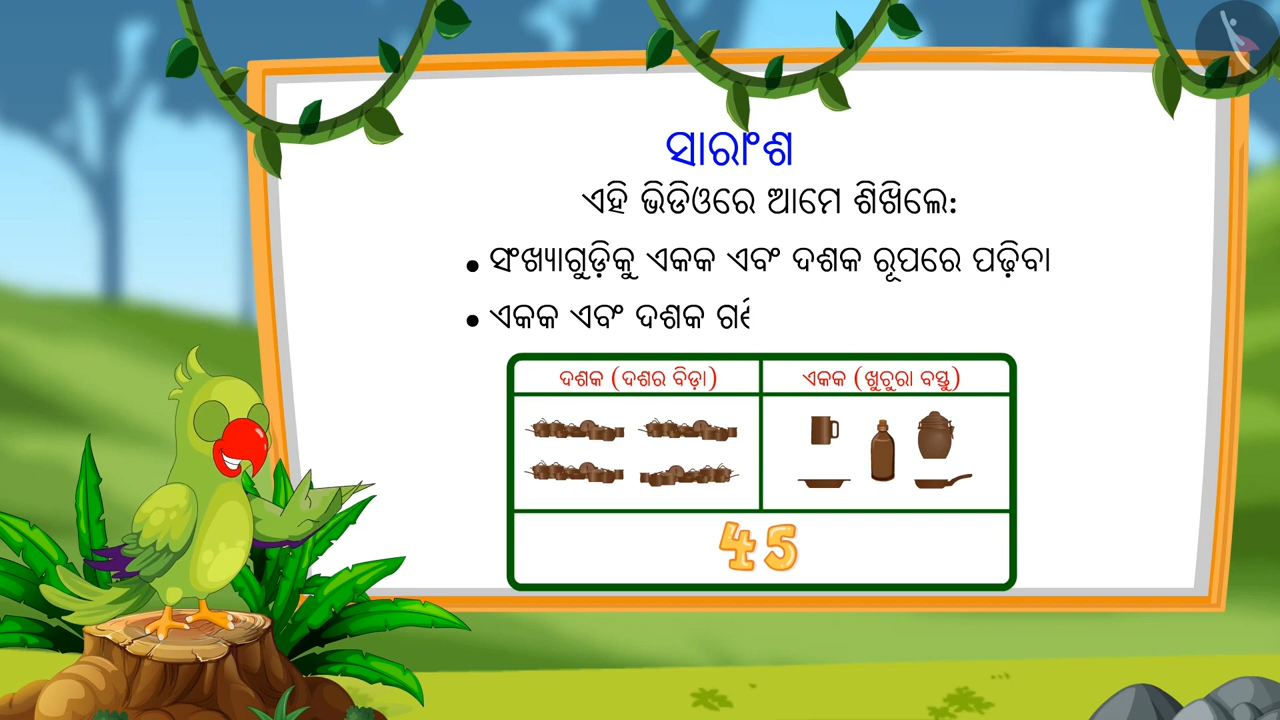 ସାରାଂଶ
ଏହି ଭିଡିଓରେ ଆମେ ଶିଖିଲେ:
• ସଂଖ୍ୟାଗୁଡ଼ିକୁ ଏକକ ଏବଂ ଦଶକ ରୂପରେ ପଢ଼ିବା
• ଏକକ ଏବଂ ଦଶକ
ଦଶକ (ଦଶର ବିଡ଼ା) ଏକକ (ଖୁଚୁରା ବସ୍ତୁ)
45